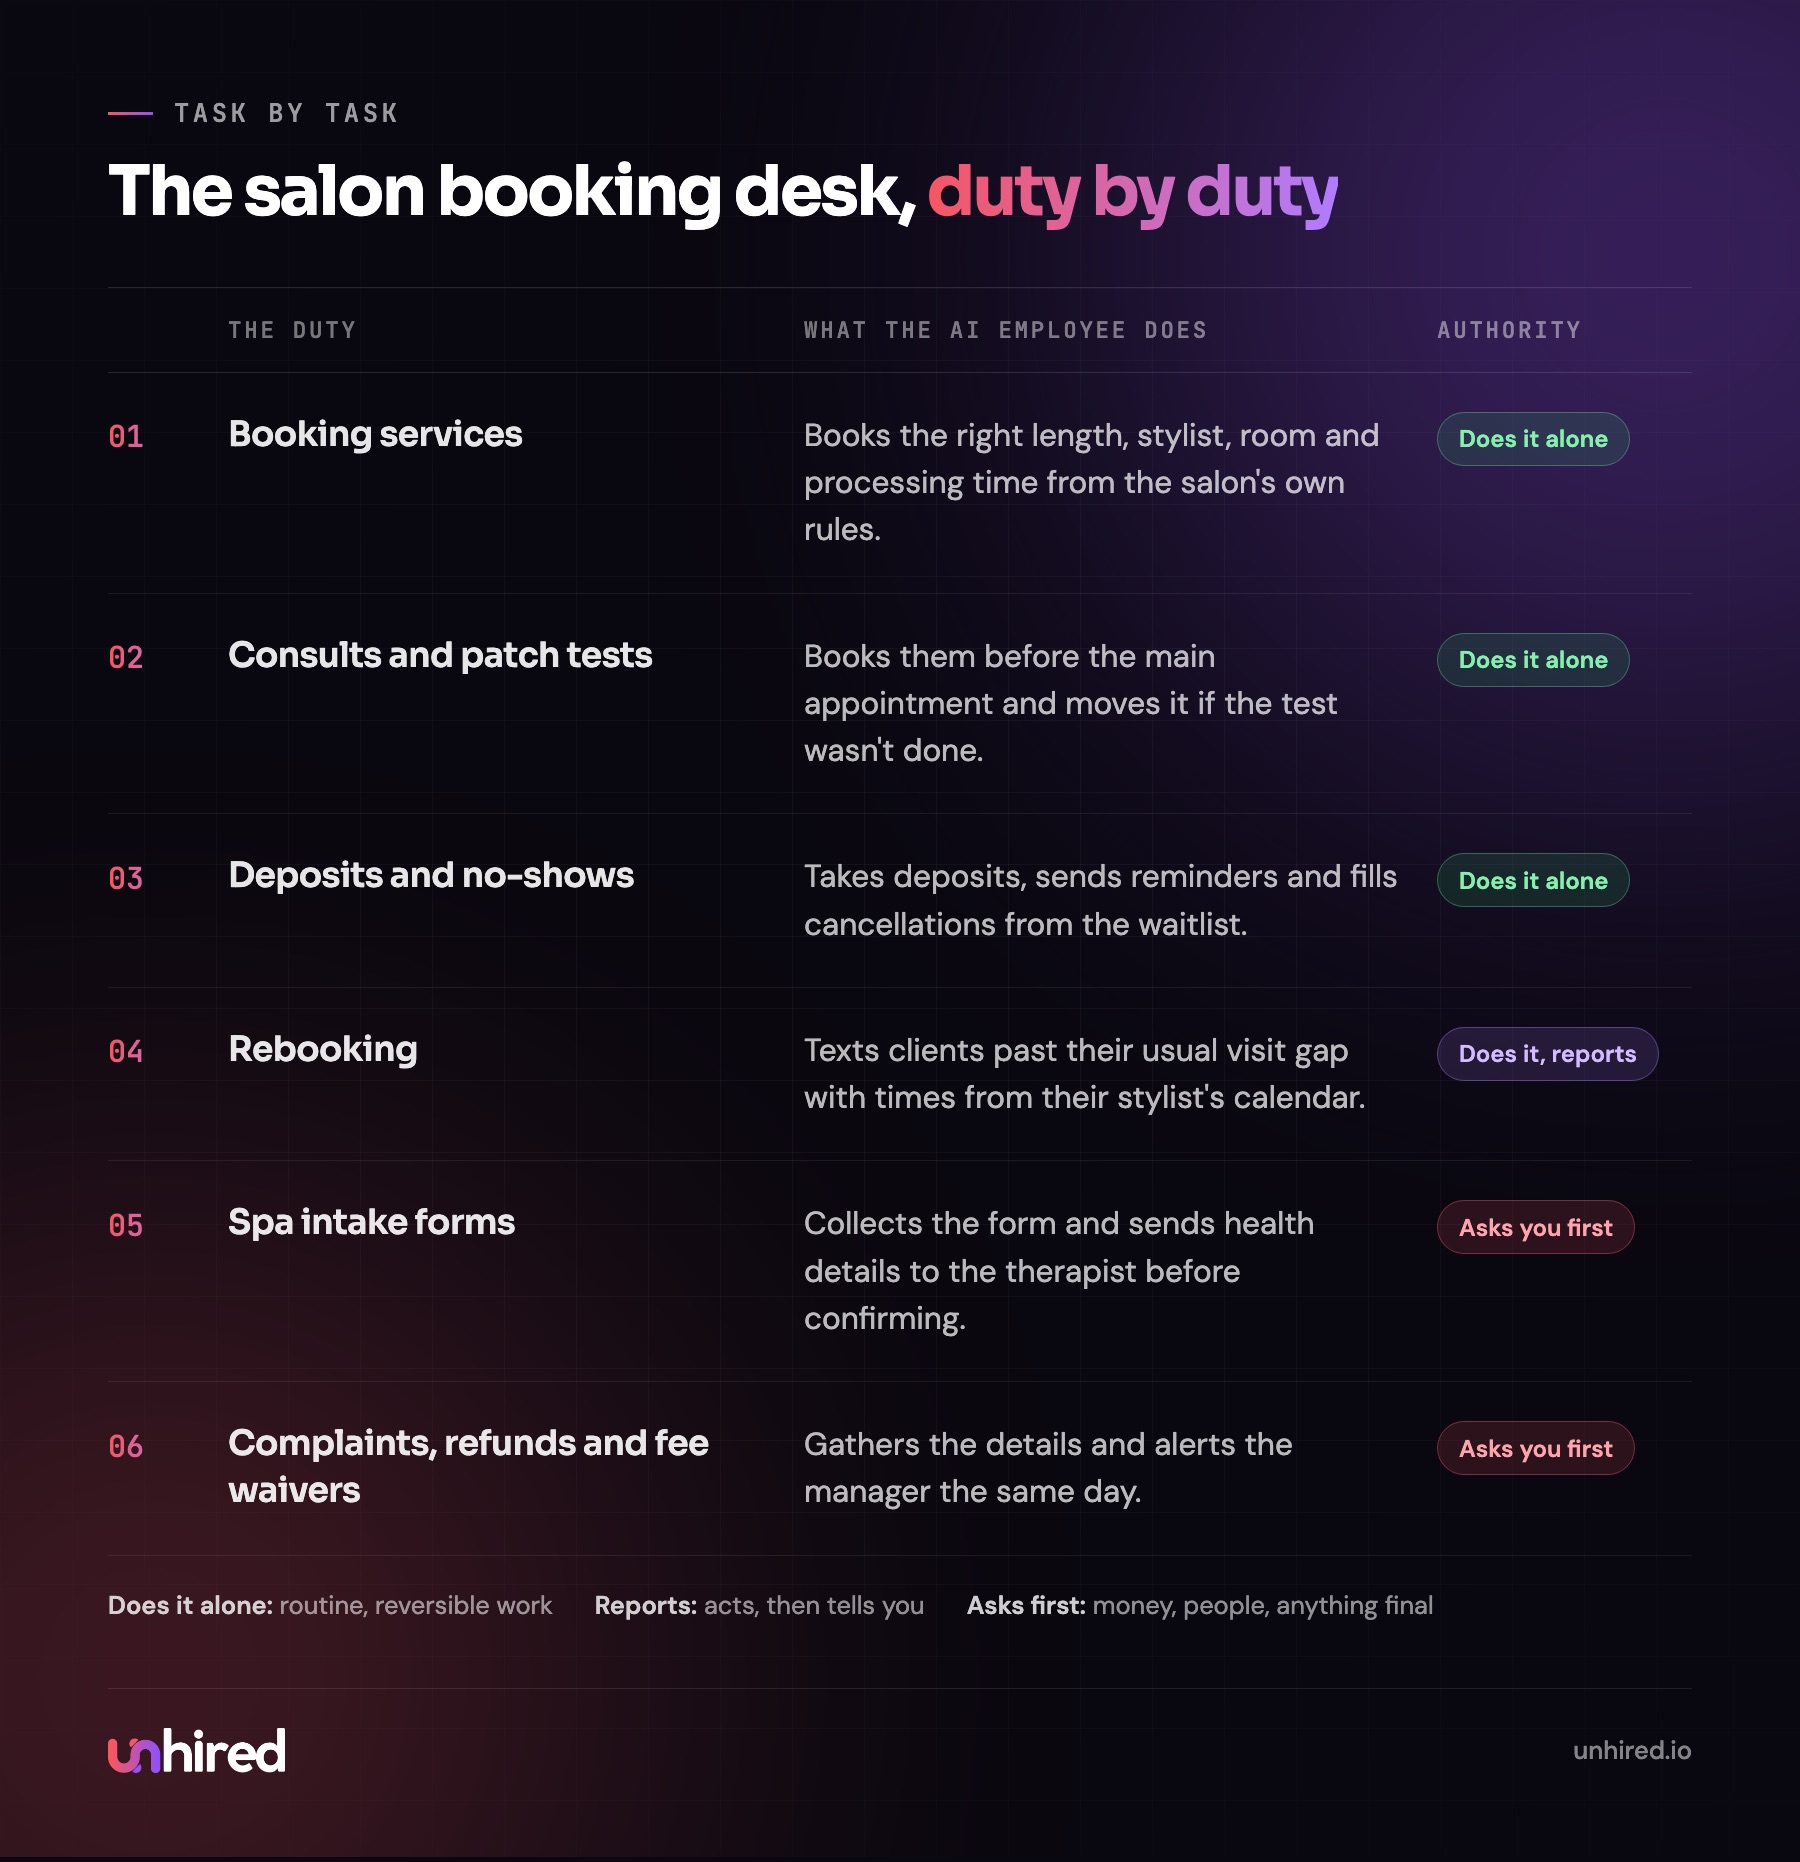 TASK BY TASK
The salon booking desk, duty by duty
THE DUTY
WHAT THE AI EMPLOYEE DOES
AUTHORITY
01
Booking services
Books the right length, stylist, room and
processing time from the salon's own
rules.
Does it alone
02
Consults and patch tests
Books them before the main
appointment and moves it if the test
wasn't done.
Does it alone
03
Deposits and no-shows
Takes deposits, sends reminders and fills
cancellations from the waitlist.
Does it alone
04
Rebooking
Texts clients past their usual visit gap
with times from their stylist's calendar.
Does it, reports
05
Spa intake forms
Collects the form and sends health
details to the therapist before
confirming.
Asks you first
06
Complaints, refunds and fee
waivers
Gathers the details and alerts the
manager the same day.
Asks you first
Does it alone: routine, reversible work
Reports: acts, then tells you
Asks first: money, people, anything final
unhired
unhired.io